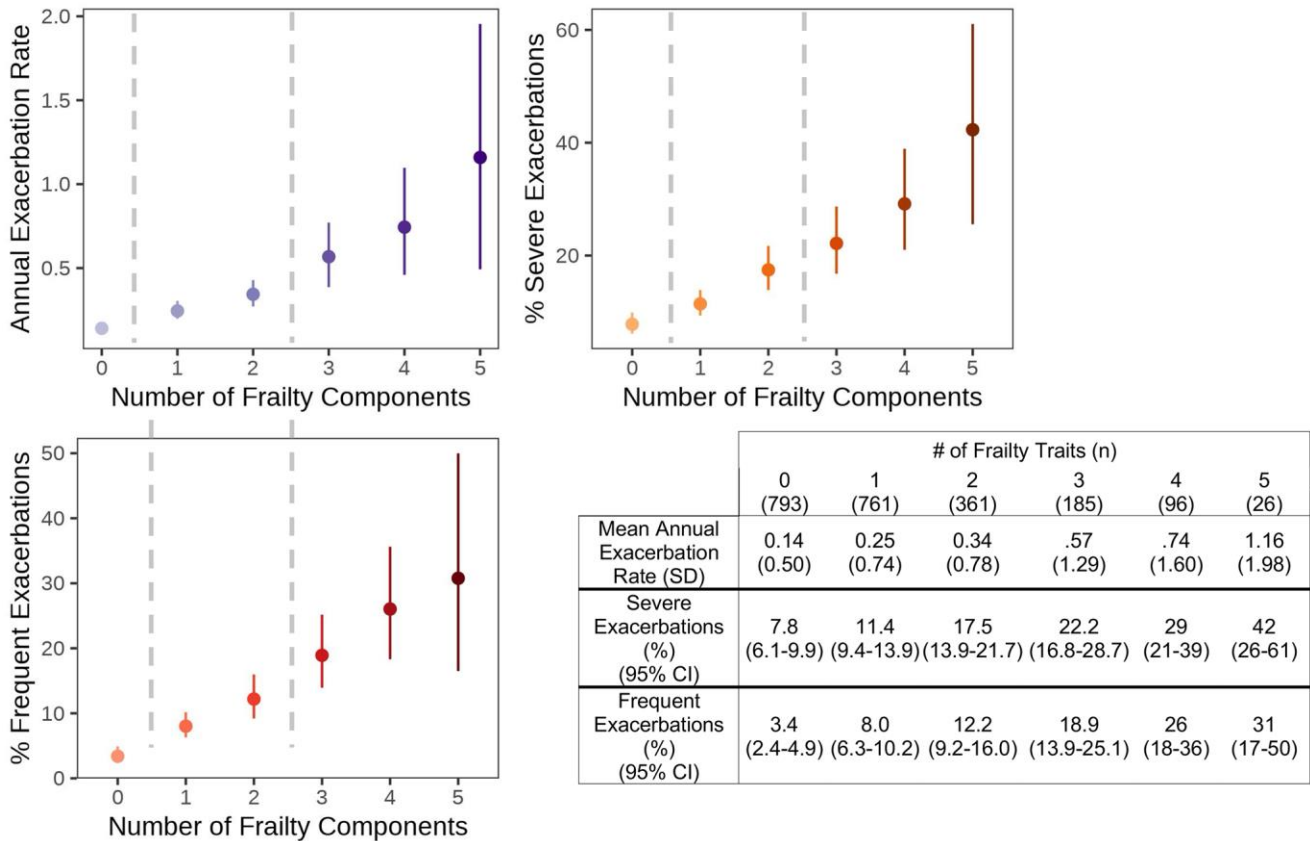 2.0
1.5
1.0
0.5
Annual Exacerbation Rate
0 1 2 3 4 5
Number of Frailty Components
60
40
20
% Severe Exacerbations
0 1 2 3 4 5
Number of Frailty Components
50
40
30
20
10
0
% Frequent Exacerbations
0 1 2 3 4 5
Number of Frailty Components
# of Frailty Traits (n)
0 1 2 3 4 5
(793) (761) (361) (185) (96) (26)
Mean Annual
Exacerbation
Rate (SD)
0.14 0.25 0.34 .57 .74 1.16
(0.50) (0.74) (0.78) (1.29) (1.60) (1.98)
Severe
Exacerbations
(%)
(95% CI)
7.8 11.4 17.5 22.2 29 42
(6.1-9.9) (9.4-13.9) (13.9-21.7) (16.8-28.7) (21-39) (26-61)
Frequent
Exacerbations
(%)
(95% CI)
3.4 8.0 12.2 18.9 26 31
(2.4-4.9) (6.3-10.2) (9.2-16.0) (13.9-25.1) (18-36) (17-50)